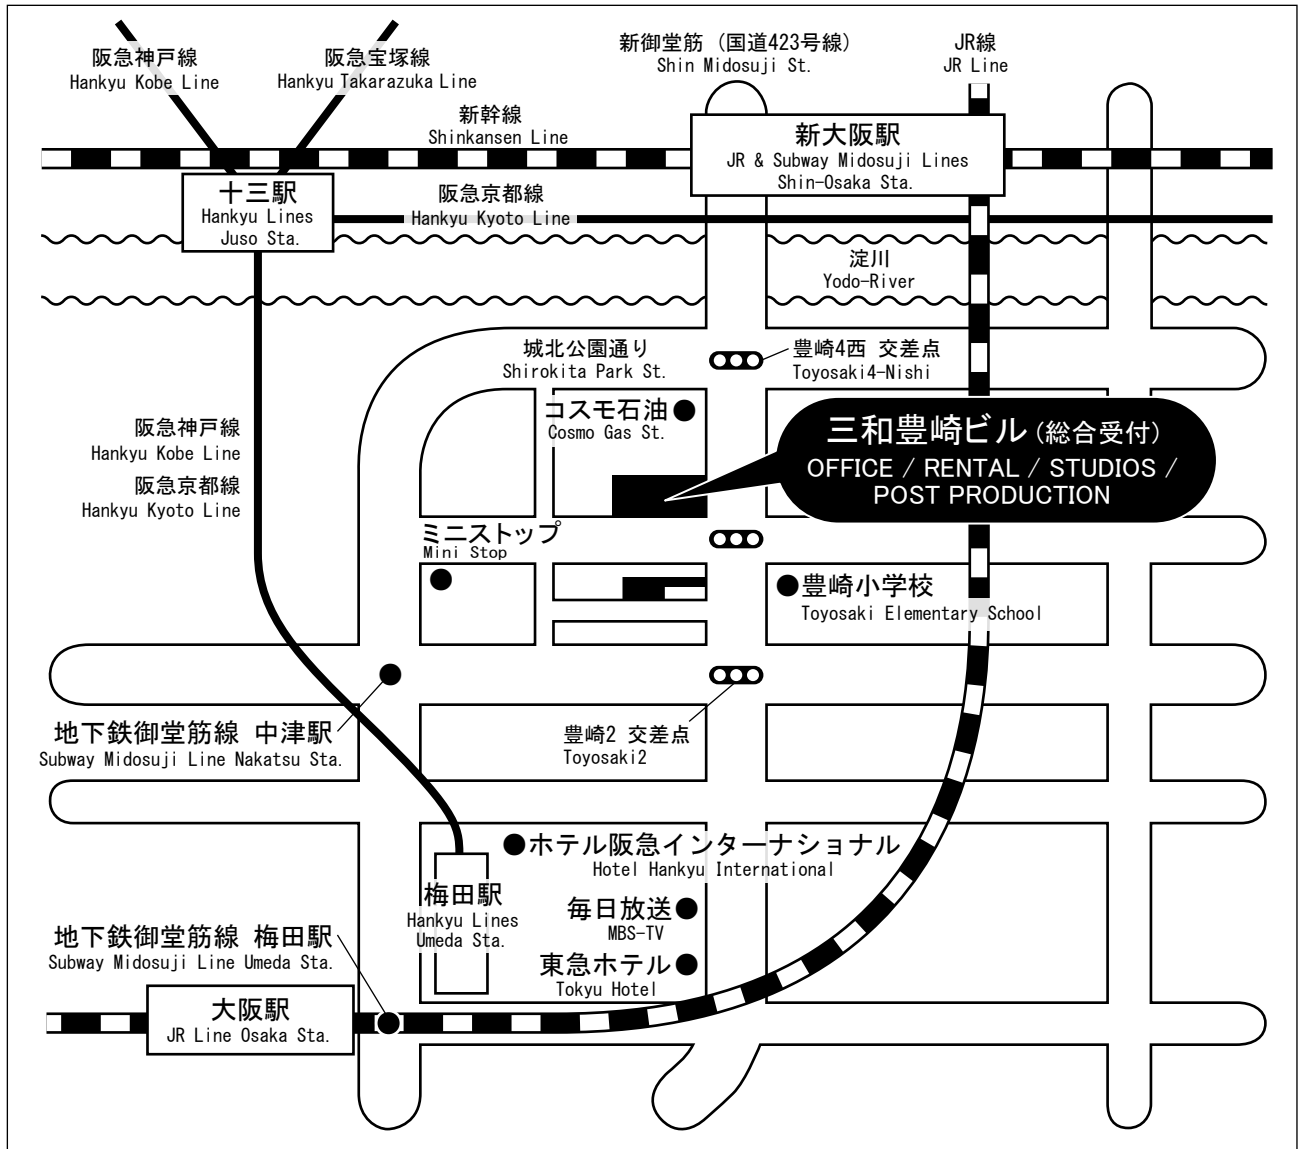 阪急神戸線
Hankyu Kobe Line
阪急宝塚線
Hankyu Takarazuka Line
新御堂筋 (国道423号線)
Shin Midosuji St.
JR線
JR Line
新幹線
Shinkansen Line
新大阪駅
JR & Subway Midosuji Lines
Shin-Osaka Sta.
十三駅
Hankyu Lines
Juso Sta.
阪急京都線
Hankyu Kyoto Line
淀川
Yodo-River
城北公園通り
Shirokita Park St.
豊崎4西 交差点
Toyosaki4-Nishi
コスモ石油
Cosmo Gas St.
三和豊崎ビル (総合受付)
OFFICE / RENTAL / STUDIOS /
POST PRODUCTION
阪急神戸線
Hankyu Kobe Line
阪急京都線
Hankyu Kyoto Line
ミニストップ
Mini Stop
豊崎小学校
Toyosaki Elementary School
地下鉄御堂筋線 中津駅
Subway Midosuji Line Nakatsu Sta.
豊崎2 交差点
Toyosaki2
ホテル阪急インターナショナル
Hotel Hankyu International
梅田駅
Hankyu Lines
Umeda Sta.
毎日放送
MBS-TV
地下鉄御堂筋線 梅田駅
Subway Midosuji Line Umeda Sta.
東急ホテル
Tokyu Hotel
大阪駅
JR Line Osaka Sta.